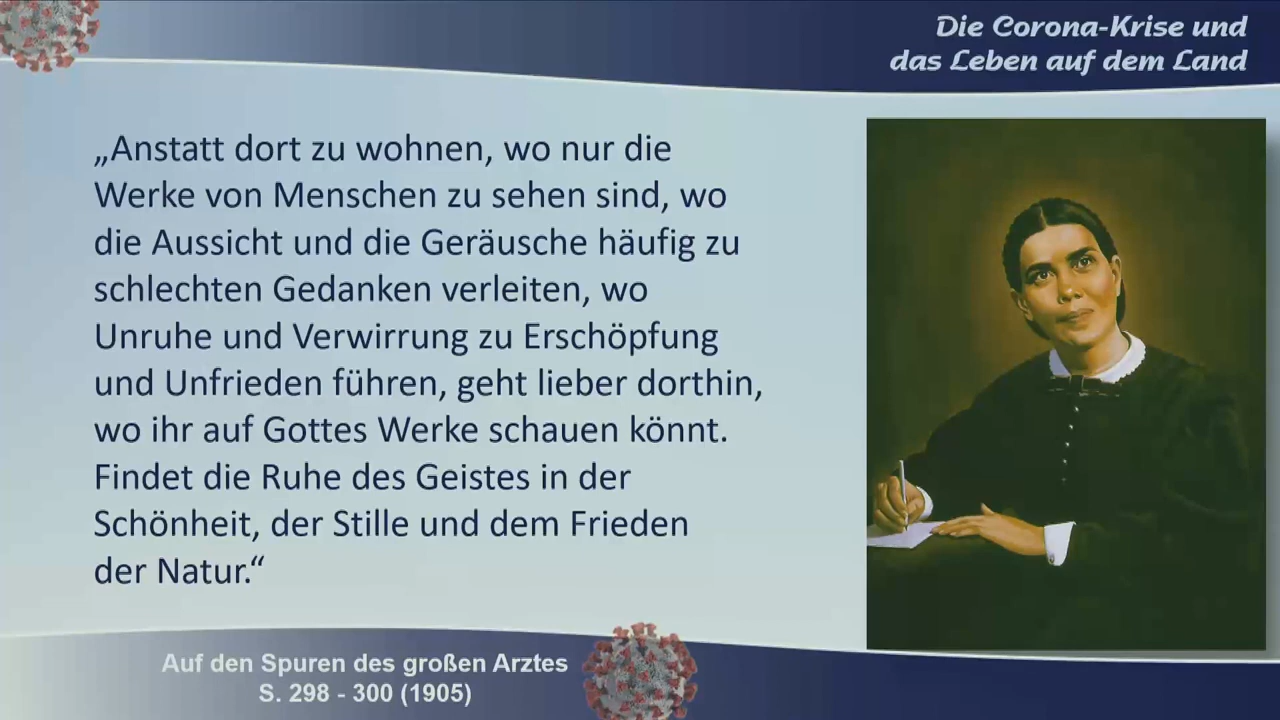 Die Corona-Krise und
das Leben auf dem Land
„Anstatt dort zu wohnen, wo nur die
Werke von Menschen zu sehen sind, wo
die Aussicht und die Geräusche häufig zu
schlechten Gedanken verleiten, wo
Unruhe und Verwirrung zu Erschöpfung
und Unfrieden führen, geht lieber dorthin,
wo ihr auf Gottes Werke schauen könnt.
Findet die Ruhe des Geistes in der
Schönheit, der Stille und dem Frieden
der Natur.“
Auf den Spuren des großen Arztes
S. 298 - 300 (1905)